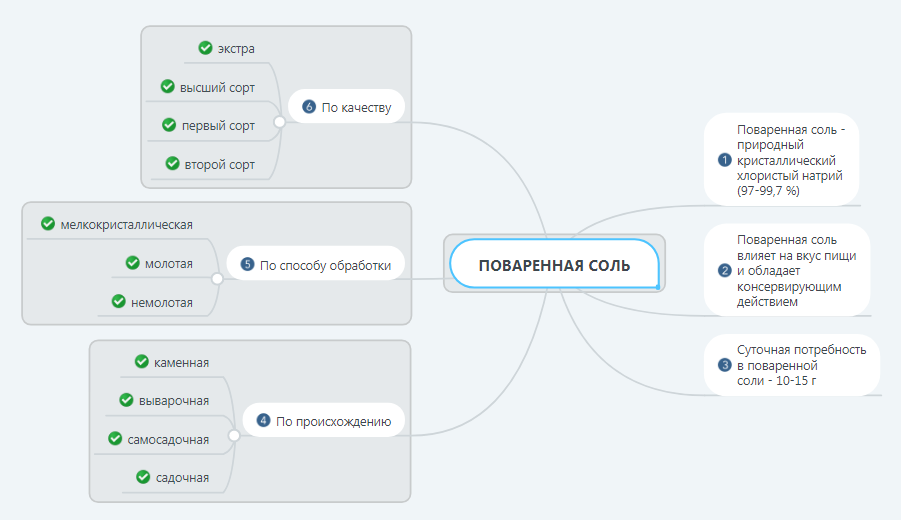 ПОВАРЕННАЯ СОЛЬ
1 Поваренная соль -
природный
кристаллический
хлористый натрий
(97-99,7 %)
2 Поваренная соль
влияет на вкус пищи
и обладает
консервирующим
действием
3 Суточная потребность
в поваренной
соли - 10-15 г
4 По происхождению
каменная
выварочная
самосадочная
садочная
5 По способу обработки
мелкокристаллическая
молотая
немолотая
6 По качеству
экстра
высший сорт
первый сорт
второй сорт